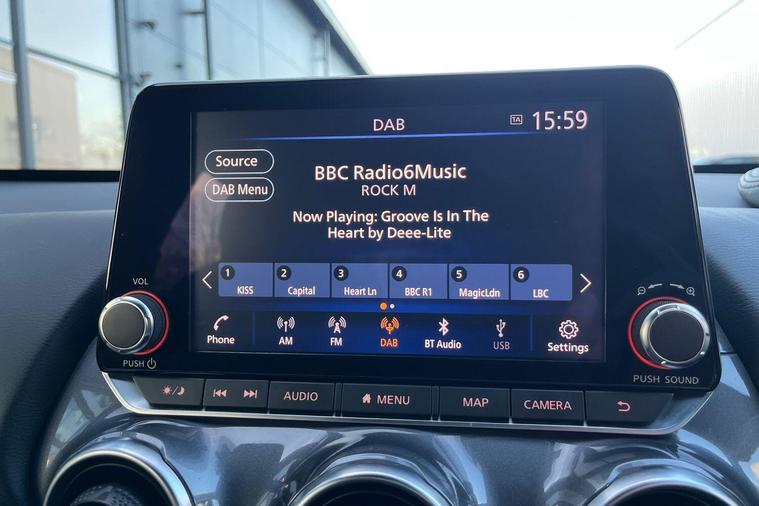 DAB
TA 15:59
Source
DAB Menu
BBC Radio6Music
ROCK M
Now Playing: Groove Is In The
Heart by Deee-Lite
1 KISS
2 Capital
3 Heart Ln
4 BBC R1
5 MagicLdn
6 LBC
Phone
AM
FM
DAB
BT Audio
USB
Settings
VOL
PUSH
PUSH SOUND
AUDIO
MENU
MAP
CAMERA